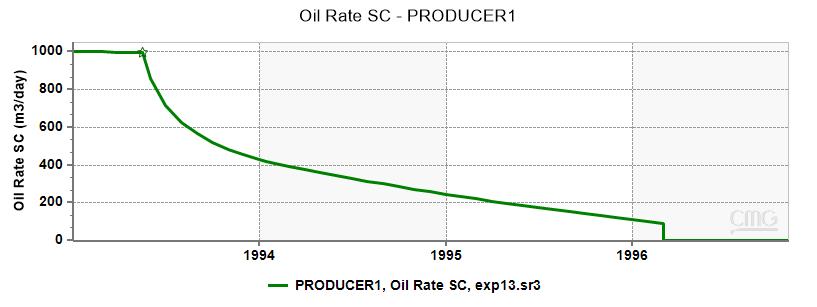 Oil Rate SC - PRODUCER1
Oil Rate SC (m3/day)
1000
800
600
400
200
0
1994
1995
1996
CMG
PRODUCER1, Oil Rate SC, exp13.sr3